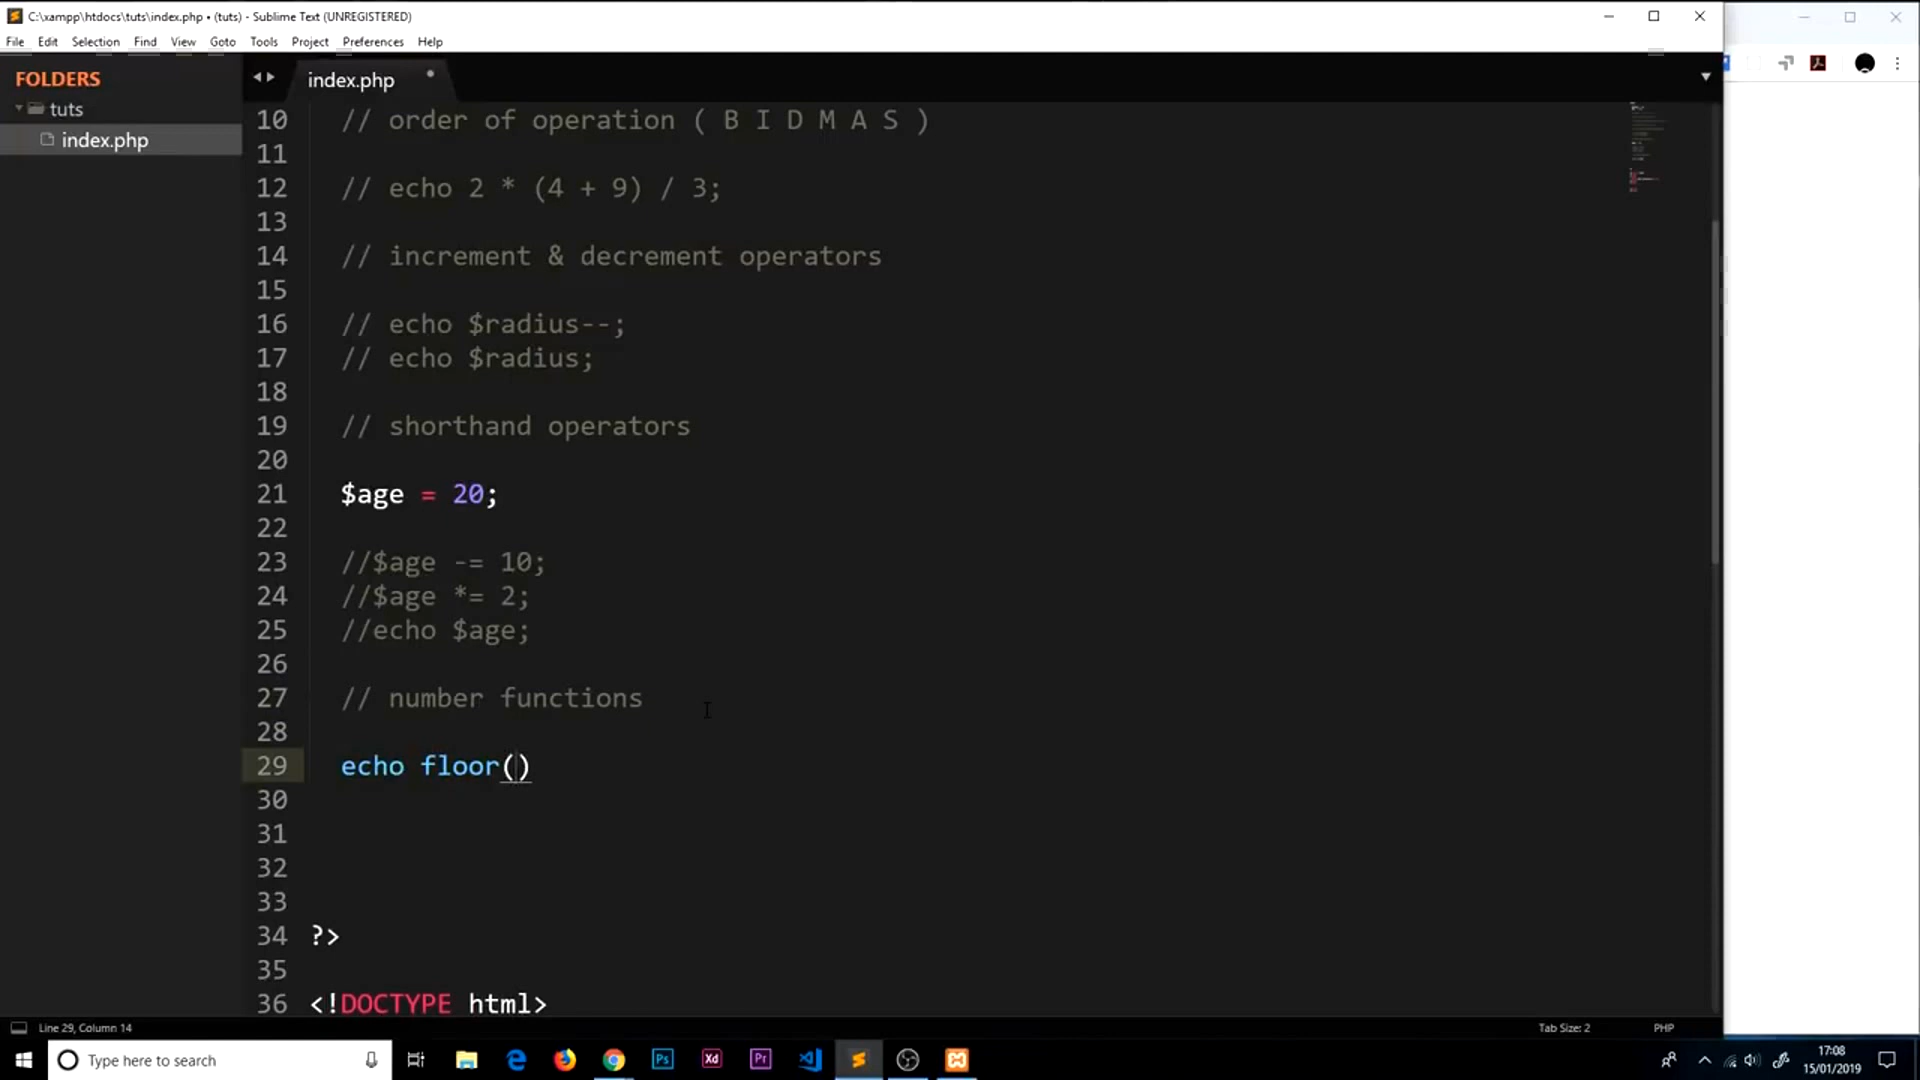 C:\xampp\htdocs\tuts\index.php • (tuts) - Sublime Text (UNREGISTERED)
File Edit Selection Find View Goto Tools Project Preferences Help
FOLDERS
tuts
index.php
index.php
10 // order of operation ( B I D M A S )
11
12 // echo 2 * (4 + 9) / 3;
13
14 // increment & decrement operators
15
16 // echo $radius--;
17 // echo $radius;
18
19 // shorthand operators
20
21 $age = 20;
22
23 //$age -= 10;
24 //$age *= 2;
25 //echo $age;
26
27 // number functions
28
29 echo floor()
30
31
32
33
34 ?>
35
36 <!DOCTYPE html>
Line 29, Column 14
Tab Size: 2
PHP
Type here to search
Ps
Xd
Pr
17:08
15/01/2019